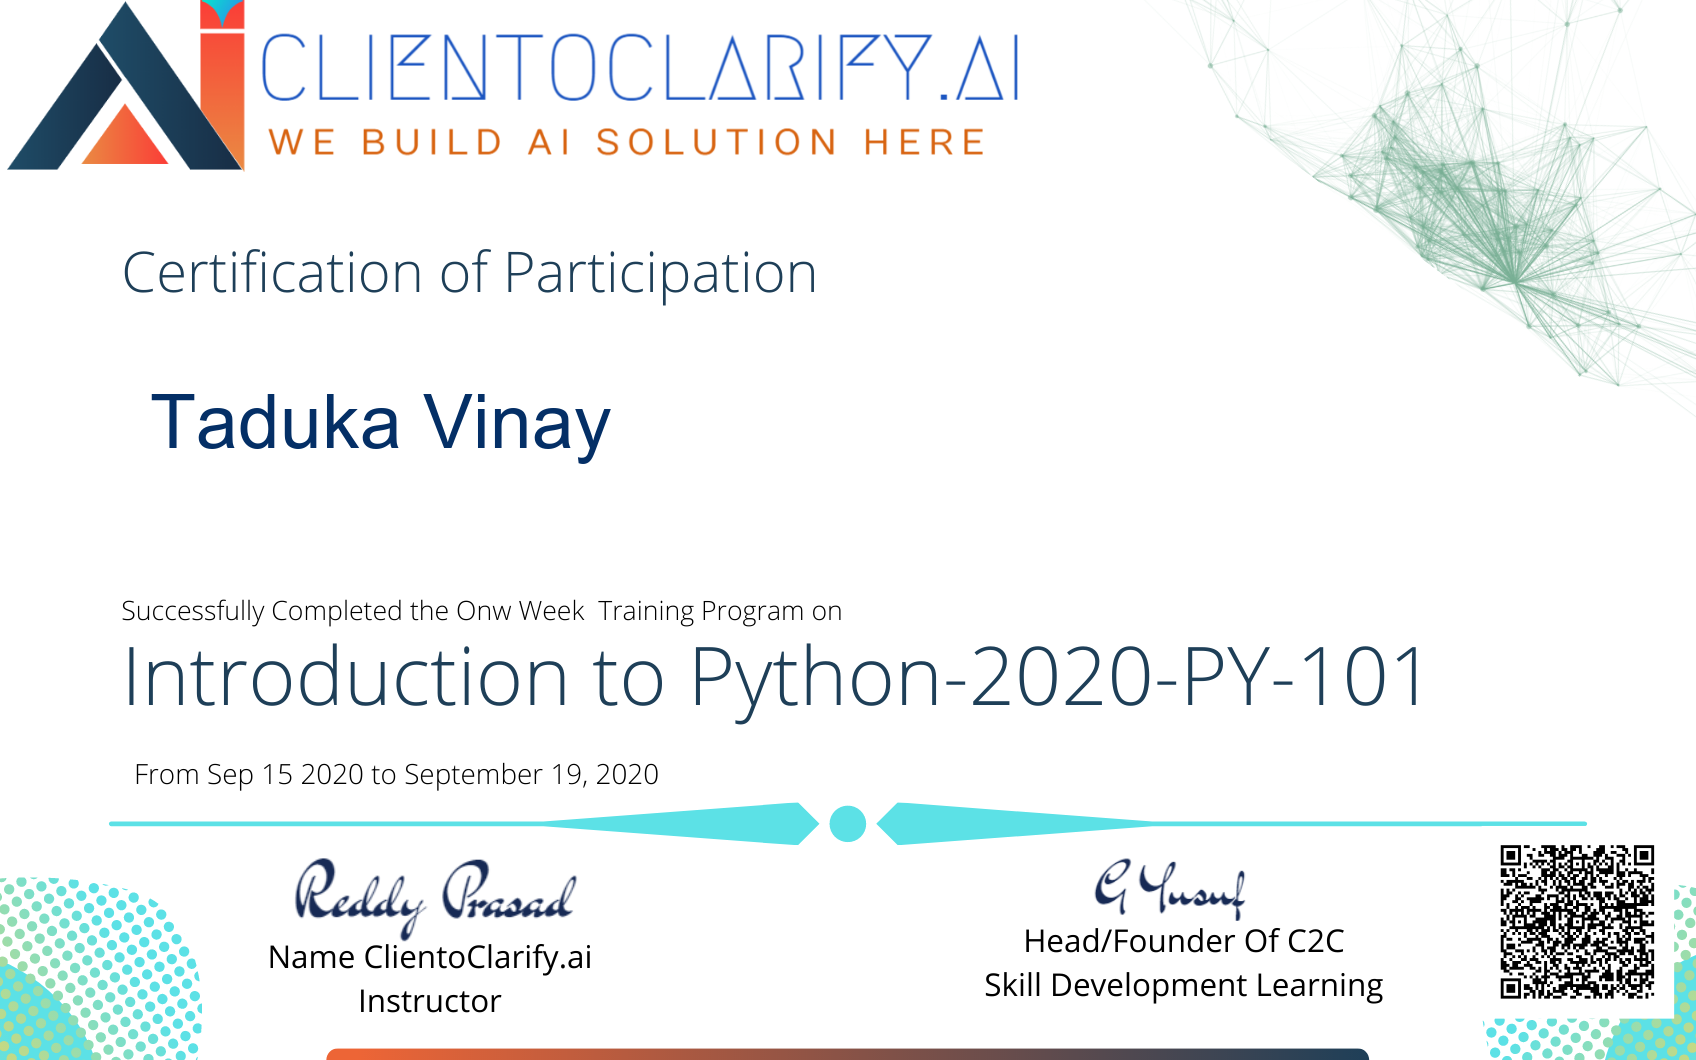 CLIENTOCLARIFY.AI
WE BUILD AI SOLUTION HERE
Certification of Participation
Taduka Vinay
Successfully Completed the Onw Week Training Program on
Introduction to Python-2020-PY-101
From Sep 15 2020 to September 19, 2020
Reddy Prasad
Name ClientoClarify.ai
Instructor
G Yusuf
Head/Founder Of C2C
Skill Development Learning